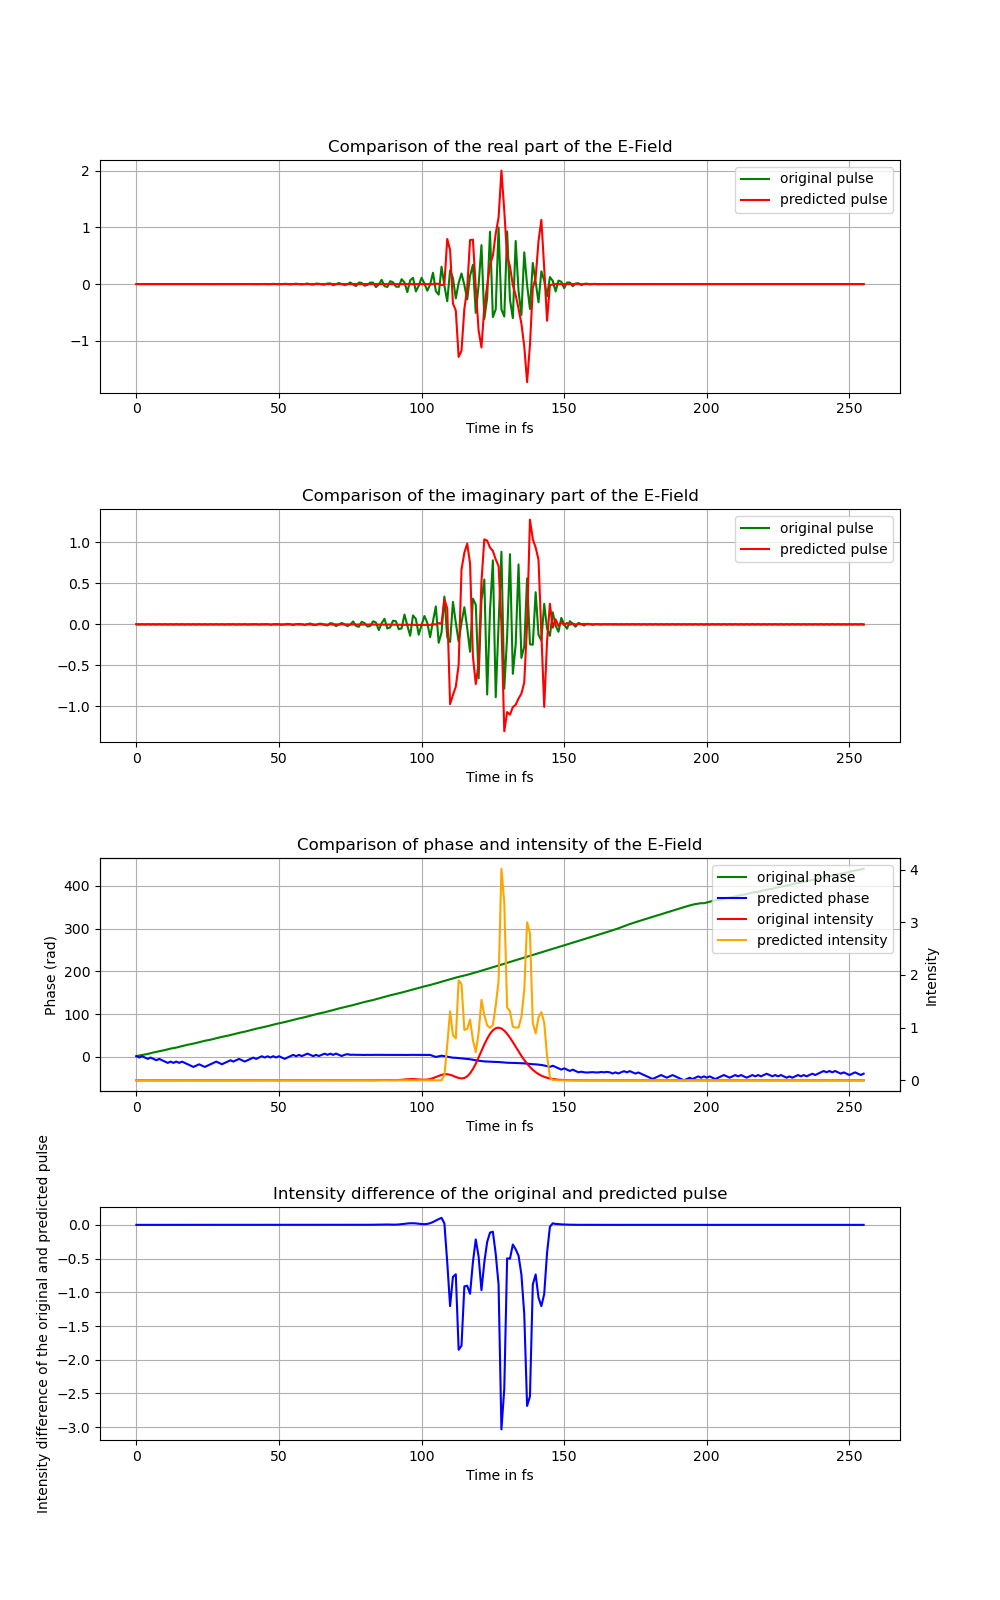 Comparison of the real part of the E-Field
2
1
0
−1
original pulse
predicted pulse
0 50 100 150 200 250
Time in fs
Comparison of the imaginary part of the E-Field
1.0
0.5
0.0
−0.5
−1.0
original pulse
predicted pulse
0 50 100 150 200 250
Time in fs
Comparison of phase and intensity of the E-Field
Phase (rad)
400
300
200
100
0
original phase
predicted phase
original intensity
predicted intensity
4
3
2
1
0
Intensity
0 50 100 150 200 250
Time in fs
Intensity difference of the original and predicted pulse
Intensity difference of the original and predicted pulse
0.0
−0.5
−1.0
−1.5
−2.0
−2.5
−3.0
0 50 100 150 200 250
Time in fs